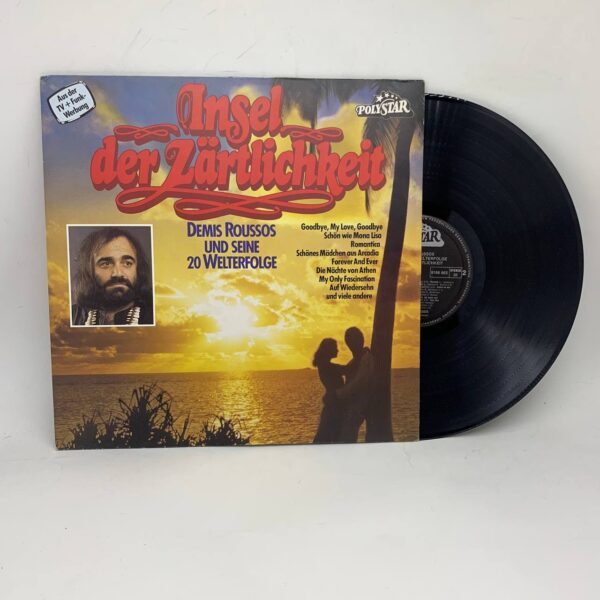 Aus der
TV + Funk-
Werbung
Insel
der Zärtlichkeit
POLYSTAR
DEMIS ROUSSOS
UND SEINE
20 WELTERFOLGE
Goodbye, My Love, Goodbye
Schön wie Mona Lisa
Romantica
Schönes Mädchen aus Arcadia
Forever And Ever
Die Nächte von Athen
My Only Fascination
Auf Wiedersehn
und viele andere
STAR
2